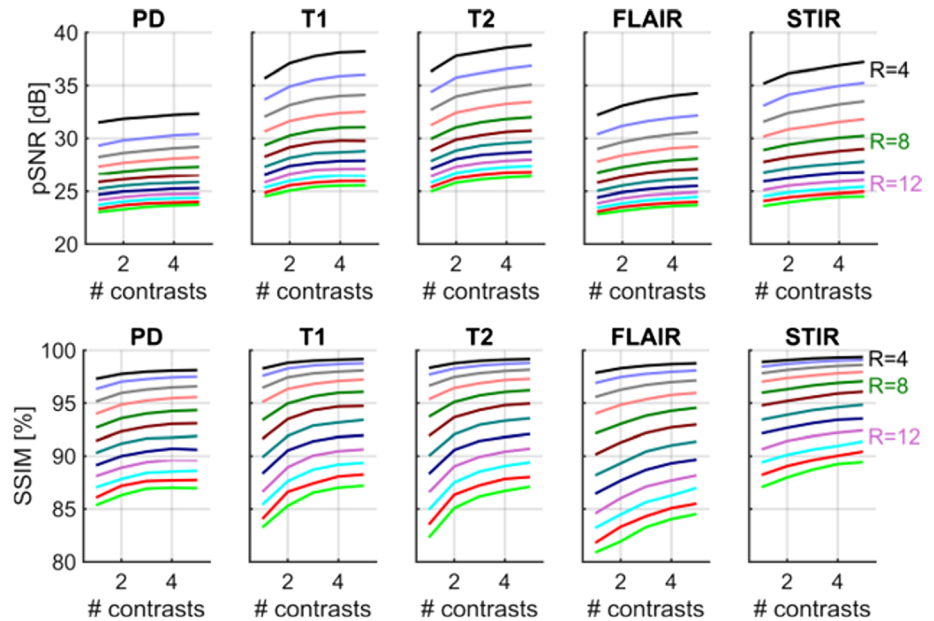 PD T1 T2 FLAIR STIR
40
35
30
25
20
pSNR [dB]
R=4
R=8
R=12
2 4 2 4 2 4 2 4 2 4
# contrasts # contrasts # contrasts # contrasts # contrasts
PD T1 T2 FLAIR STIR
100
95
90
85
80
SSIM [%]
R=4
R=8
R=12
2 4 2 4 2 4 2 4 2 4
# contrasts # contrasts # contrasts # contrasts # contrasts